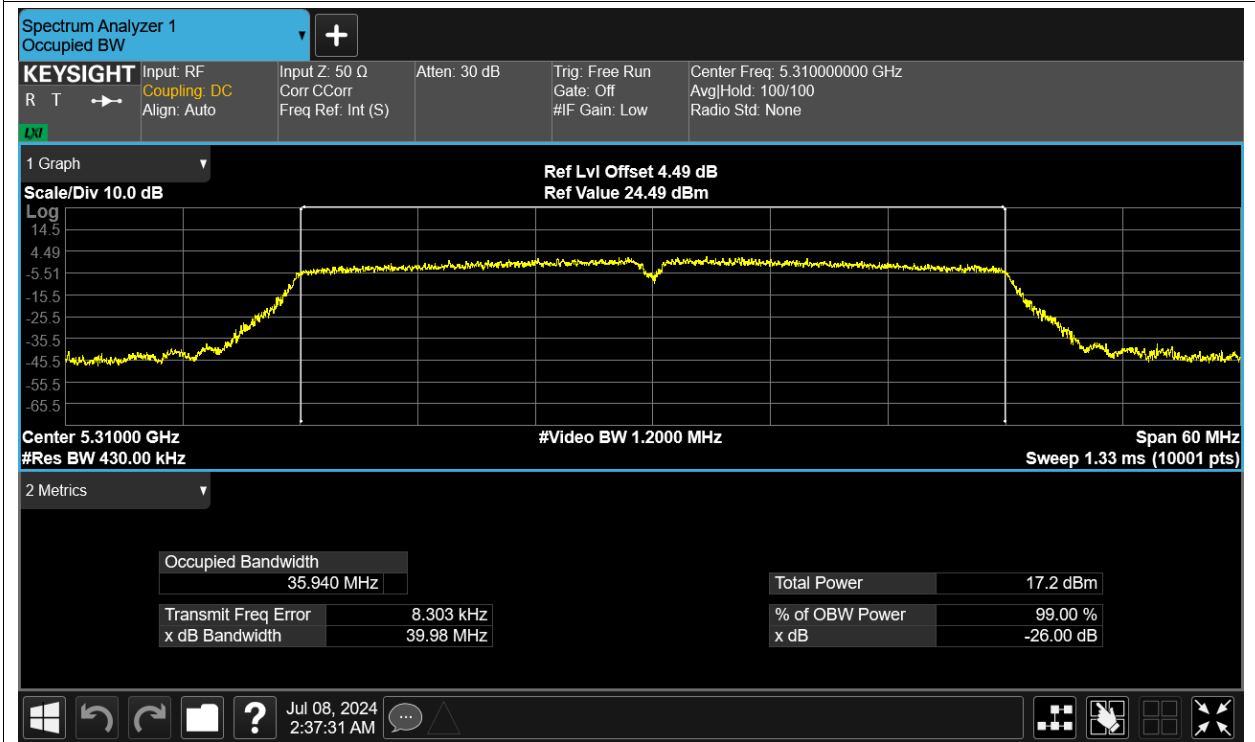 Spectrum Analyzer 1
Occupied BW
KEYSIGHT
R T
LXI
Input: RF
Coupling: DC
Align: Auto
Input Z: 50 Ω
Corr CCorr
Freq Ref: Int (S)
Atten: 30 dB
Trig: Free Run
Gate: Off
#IF Gain: Low
Center Freq: 5.310000000 GHz
Avg|Hold: 100/100
Radio Std: None
1 Graph
Scale/Div 10.0 dB
Ref Lvl Offset 4.49 dB
Ref Value 24.49 dBm
Log
14.5
4.49
-5.51
-15.5
-25.5
-35.5
-45.5
-55.5
-65.5
Center 5.31000 GHz
#Res BW 430.00 kHz
#Video BW 1.2000 MHz
Span 60 MHz
Sweep 1.33 ms (10001 pts)
2 Metrics
Occupied Bandwidth
35.940 MHz
Transmit Freq Error 8.303 kHz
x dB Bandwidth 39.98 MHz
Total Power 17.2 dBm
% of OBW Power 99.00 %
x dB -26.00 dB
?
Jul 08, 2024
2:37:31 AM